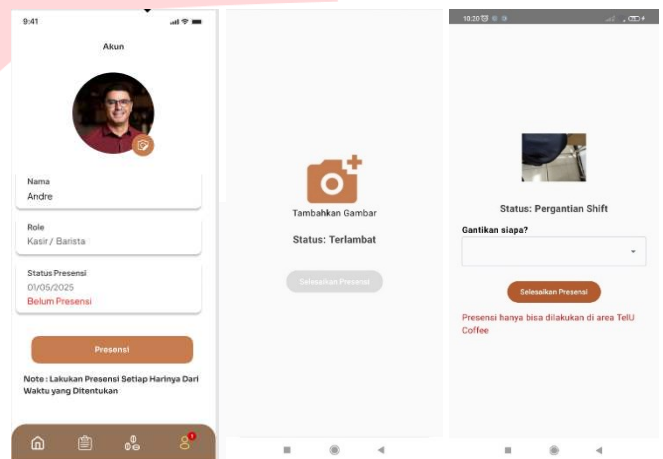 9:41
Akun
Nama
Andre
Role
Kasir / Barista
Status Presensi
01/05/2025
Belum Presensi
Presensi
Note : Lakukan Presensi Setiap Harinya Dari
Waktu yang Ditentukan
Tambahkan Gambar
Status: Terlambat
Selesaikan Presensi
10:20
Status: Pergantian Shift
Gantikan siapa?
Selesaikan Presensi
Presensi hanya bisa dilakukan di area TelU
Coffee